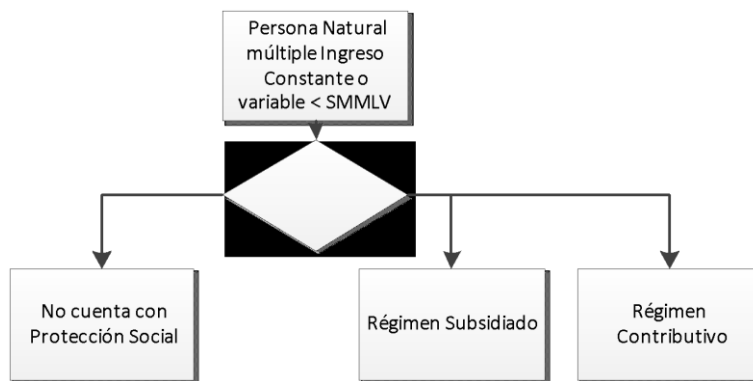 Persona Natural
múltiple Ingreso
Constante o
variable < SMMLV
No cuenta con
Protección Social
Régimen Subsidiado
Régimen
Contributivo